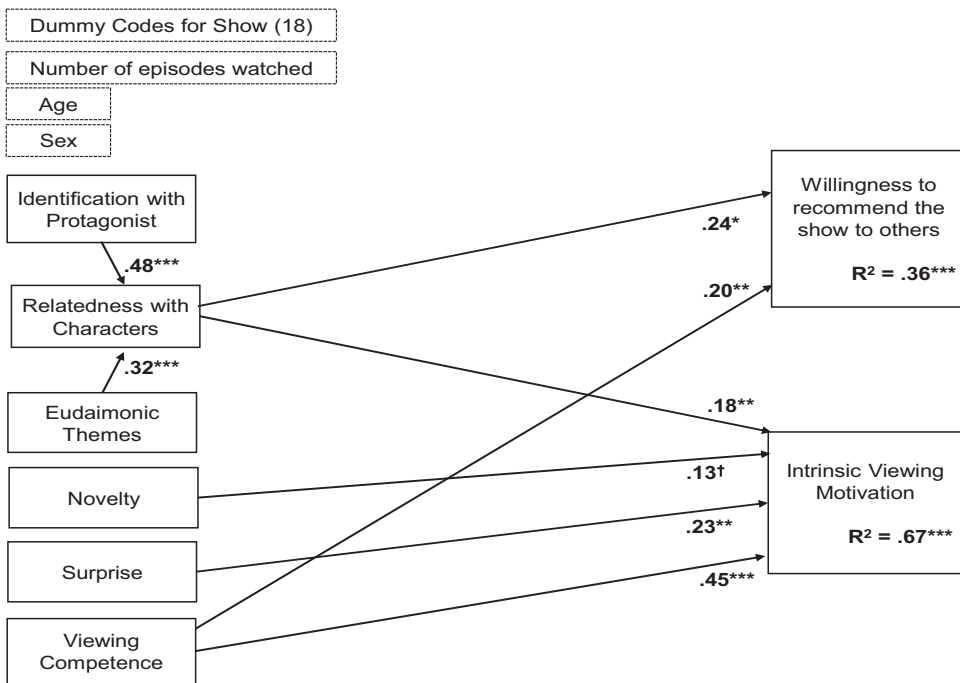 Dummy Codes for Show (18)
Number of episodes watched
Age
Sex
Identification with
Protagonist
.48***
Relatedness with
Characters
.32***
Eudaimonic
Themes
Novelty
Surprise
Viewing
Competence
.24*
.20**
.18**
.13†
.23**
.45***
Willingness to
recommend the
show to others
R² = .36***
Intrinsic Viewing
Motivation
R² = .67***